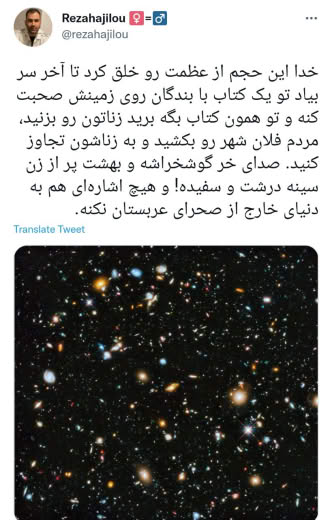 Rezahajilou ♀️=♂️
@rezahajilou
خدا این حجم از عظمت رو خلق کرد تا آخر سر
بیاد تو یک کتاب با بندگان روی زمینش صحبت
کنه و تو همون کتاب بگه برید زناتون رو بزنید،
مردم فلان شهر رو بکشید و به زناشون تجاوز
کنید. صدای خر گوشخراشه و بهشت پر از زن
سینه درشت و سفیده! و هیچ اشاره‌ای هم به
دنیای خارج از صحرای عربستان نکنه.
Translate Tweet